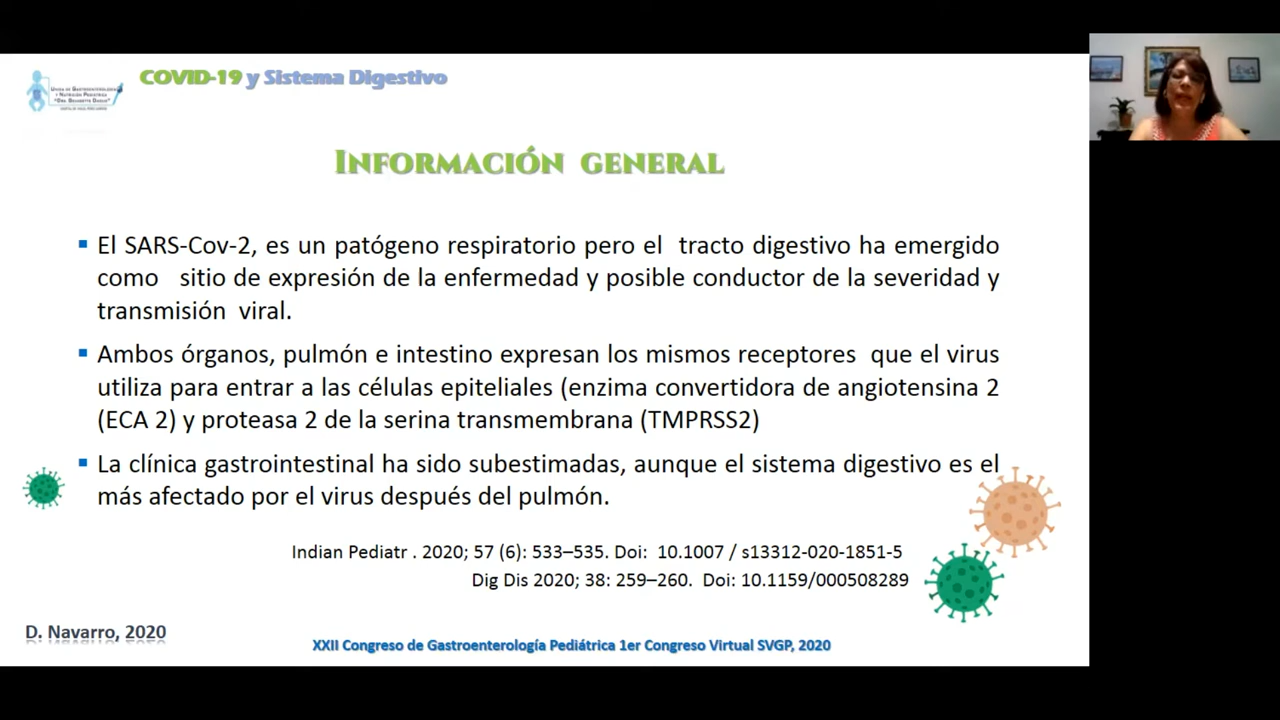 COVID-19 y Sistema Digestivo
UNIDAD DE GASTROENTEROLOGÍA
Y NUTRICIÓN PEDIÁTRICA
INFORMACIÓN GENERAL
▪ El SARS-Cov-2, es un patógeno respiratorio pero el tracto digestivo ha emergido
como sitio de expresión de la enfermedad y posible conductor de la severidad y
transmisión viral.
▪ Ambos órganos, pulmón e intestino expresan los mismos receptores que el virus
utiliza para entrar a las células epiteliales (enzima convertidora de angiotensina 2
(ECA 2) y proteasa 2 de la serina transmembrana (TMPRSS2)
▪ La clínica gastrointestinal ha sido subestimadas, aunque el sistema digestivo es el
más afectado por el virus después del pulmón.
Indian Pediatr . 2020; 57 (6): 533–535. Doi: 10.1007 / s13312-020-1851-5
Dig Dis 2020; 38: 259–260. Doi: 10.1159/000508289
D. Navarro, 2020
XXII Congreso de Gastroenterología Pediátrica 1er Congreso Virtual SVGP, 2020